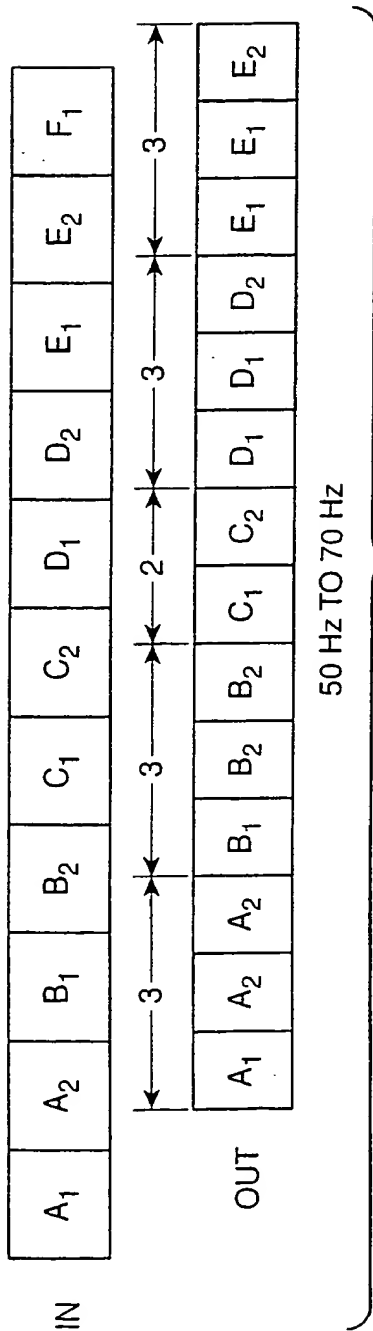 IN A₁ A₂ B₁ B₂ C₁ C₂ D₁ D₂ E₁ E₂ F₁
3 3 2 3 3
OUT A₁ A₂ A₂ B₁ B₂ B₂ C₁ C₂ D₁ D₁ D₂ E₁ E₁ E₂
50 Hz TO 70 Hz